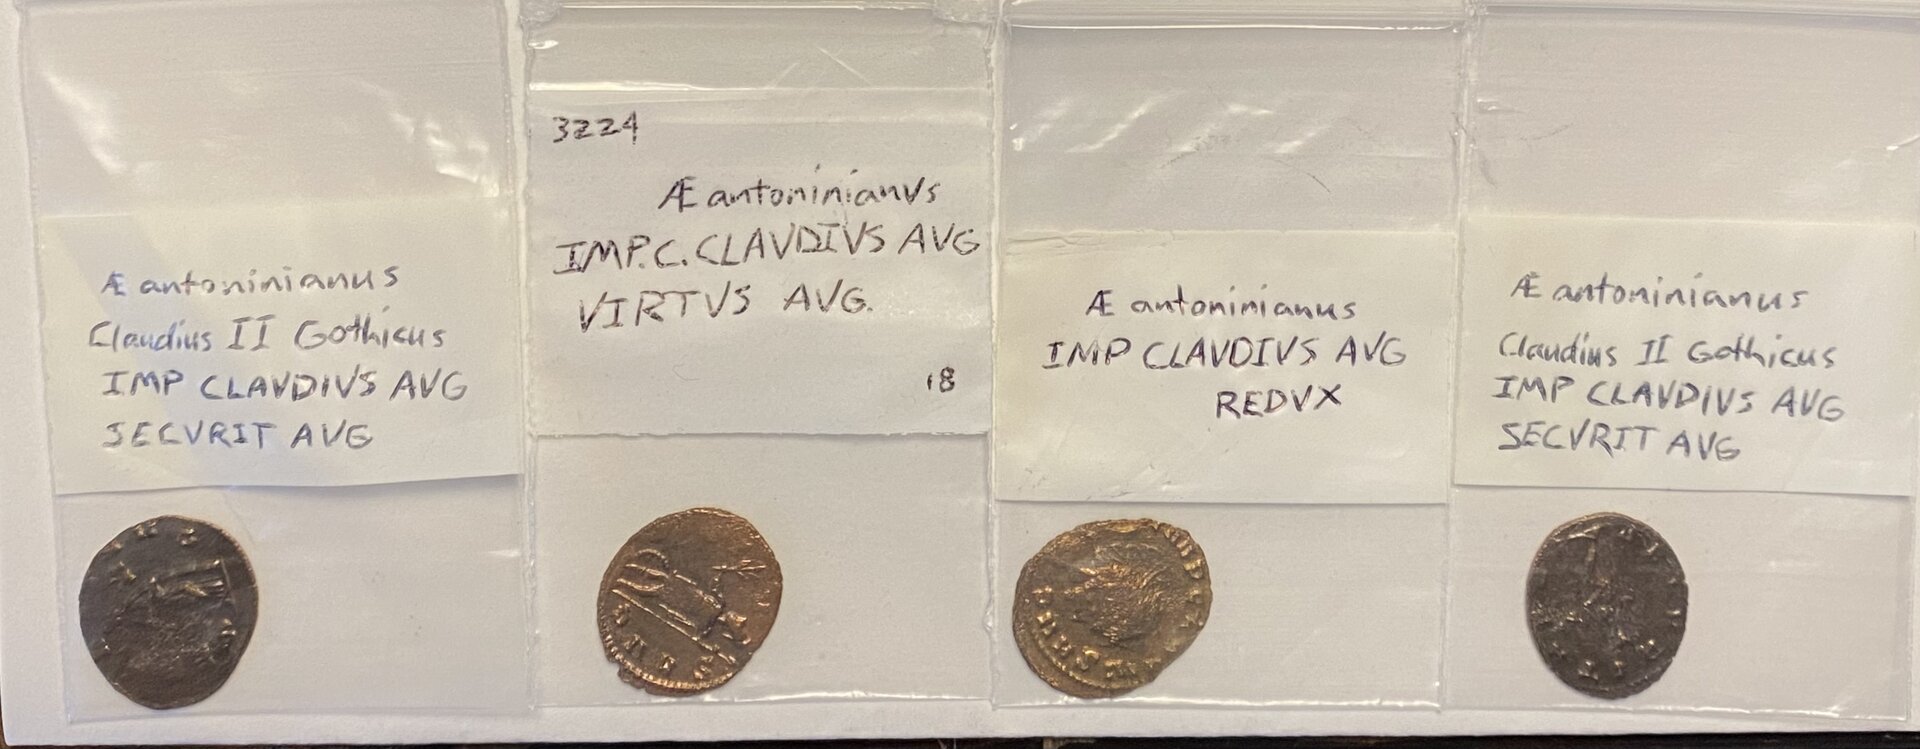 Æ antoninianus
Claudius II Gothicus
IMP CLAVDIVS AVG
SECVRIT AVG
3224
Æ antoninianVs
IMP.C.CLAVDIVS AVG
VIRTVS AVG.
18
Æ antoninianus
IMP CLAVDIVS AVG
REDVX
Æ antoninianus
Claudius II Gothicus
IMP CLAVDIVS AVG
SECVRIT AVG